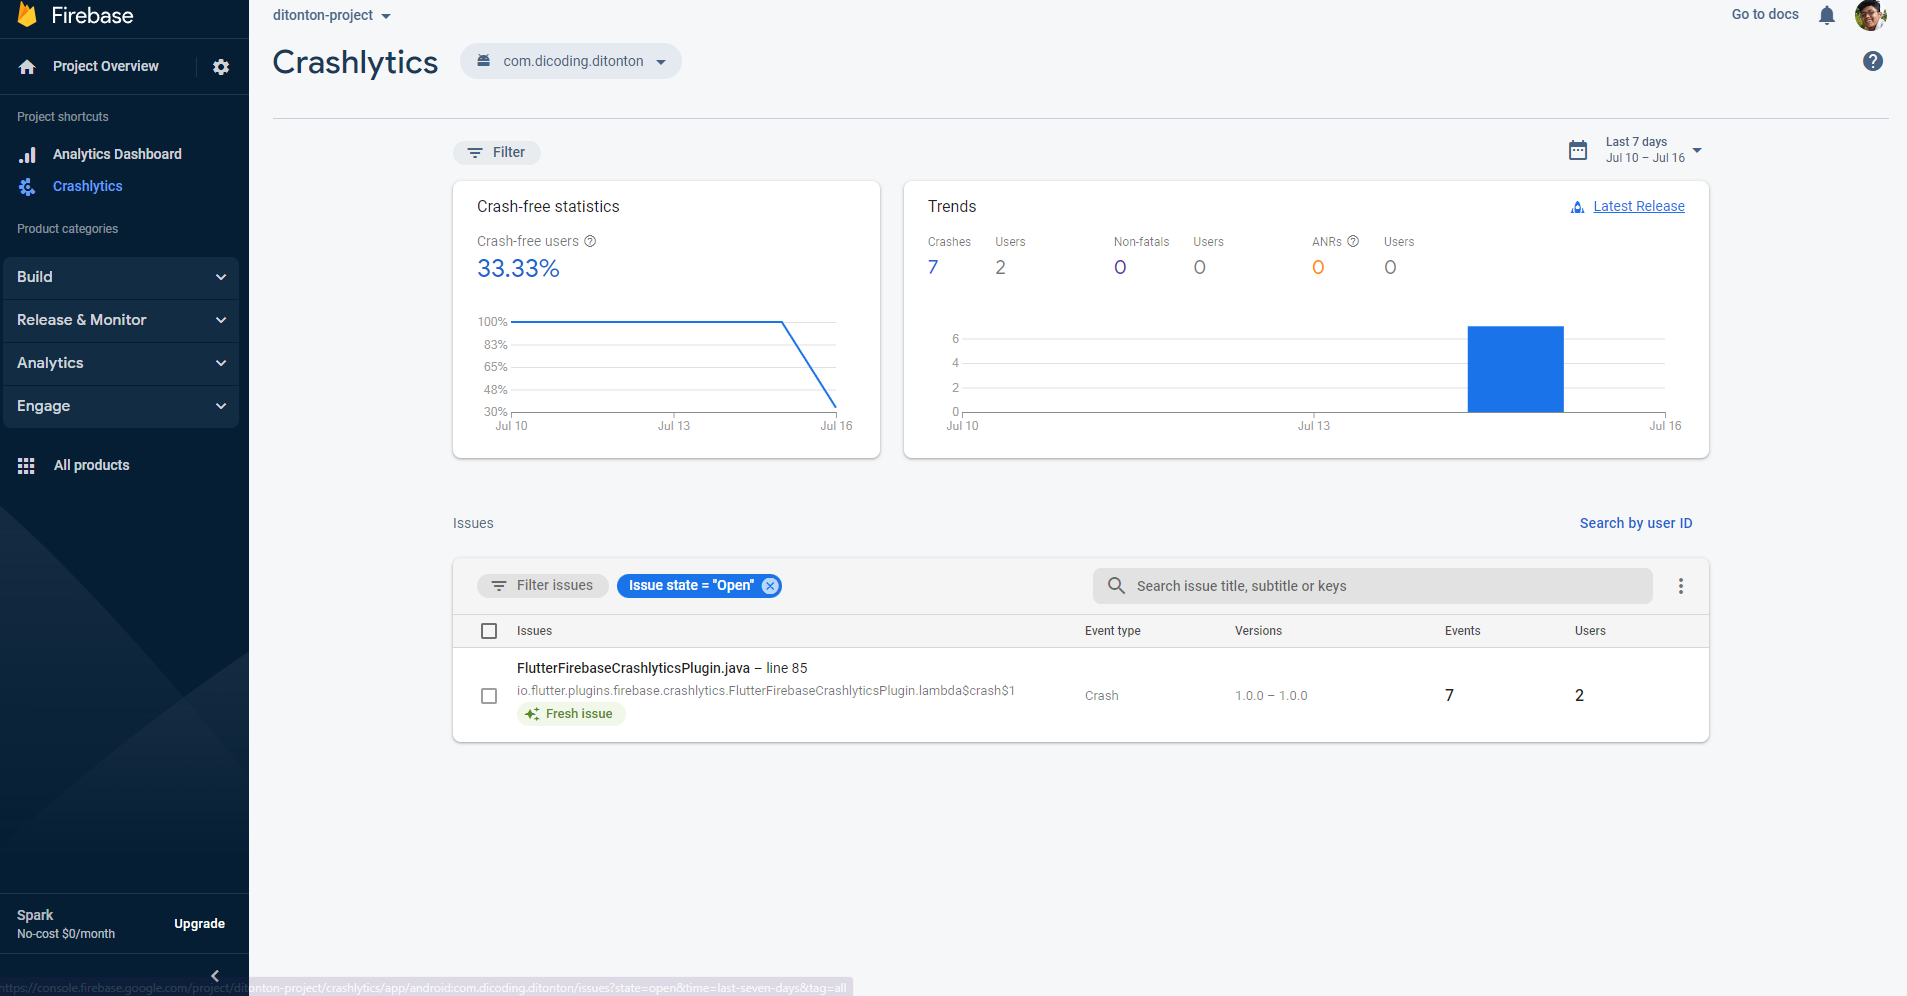 Firebase
Project Overview
Project shortcuts
Analytics Dashboard
Crashlytics
Product categories
Build
Release & Monitor
Analytics
Engage
All products
Spark
No-cost $0/month
Upgrade
ditonton-project
Go to docs
Crashlytics
com.dicoding.ditonton
?
Filter
Last 7 days
Jul 10 – Jul 16
Crash-free statistics
Crash-free users ?
33.33%
100%
83%
65%
48%
30%
Jul 10 Jul 13 Jul 16
Trends
Latest Release
Crashes Users Non-fatals Users ANRs ? Users
7 2 0 0 0 0
6
4
2
0
Jul 10 Jul 13 Jul 16
Issues
Search by user ID
Filter issues
Issue state = "Open"
Search issue title, subtitle or keys
Issues Event type Versions Events Users
FlutterFirebaseCrashlyticsPlugin.java – line 85
io.flutter.plugins.firebase.crashlytics.FlutterFirebaseCrashlyticsPlugin.lambda$crash$1
Fresh issue
Crash 1.0.0 – 1.0.0 7 2
https://console.firebase.google.com/project/ditonton-project/crashlytics/app/android:com.dicoding.ditonton/issues?state=open&time=last-seven-days&tag=all